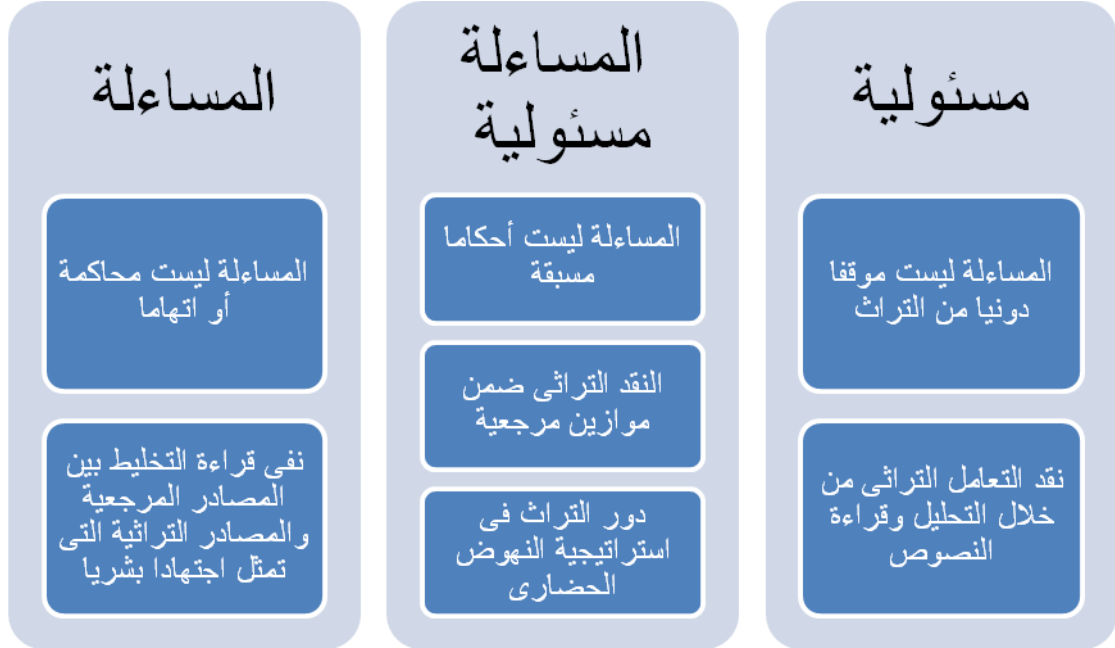 مسئولية
المساءلة ليست موقفا
دونيا من التراث
نقد التعامل التراثى من
خلال التحليل وقراءة
النصوص
المساءلة
مسئولية
المساءلة ليست أحكاما
مسبقة
النقد التراثى ضمن
موازين مرجعية
دور التراث فى
استراتيجية النهوض
الحضارى
المساءلة
المساءلة ليست محاكمة
أو اتهاما
نفى قراءة التخليط بين
المصادر المرجعية
والمصادر التراثية التى
تمثل اجتهادا بشريا